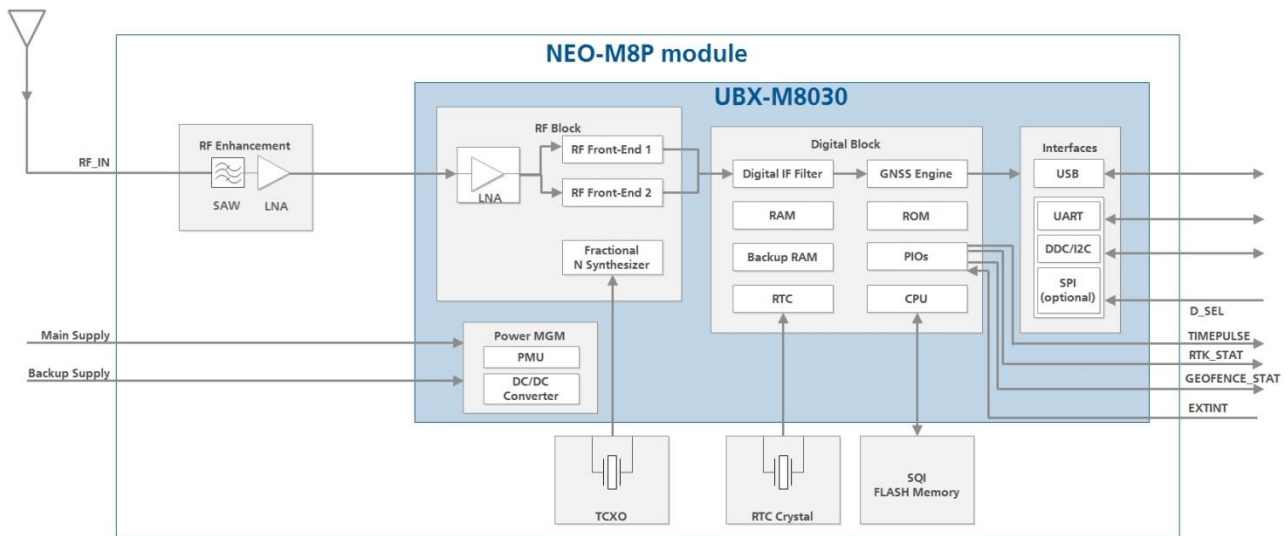 NEO-M8P module
UBX-M8030
RF_IN
RF Enhancement
SAW
LNA
RF Block
LNA
RF Front-End 1
RF Front-End 2
Fractional
N Synthesizer
Digital Block
Digital IF Filter
GNSS Engine
RAM
ROM
Backup RAM
PIOs
RTC
CPU
Interfaces
USB
UART
DDC/I2C
SPI
(optional)
D_SEL
TIMEPULSE
RTK_STAT
GEOFENCE_STAT
EXTINT
Main Supply
Backup Supply
Power MGM
PMU
DC/DC
Converter
TCXO
RTC Crystal
SQI
FLASH Memory